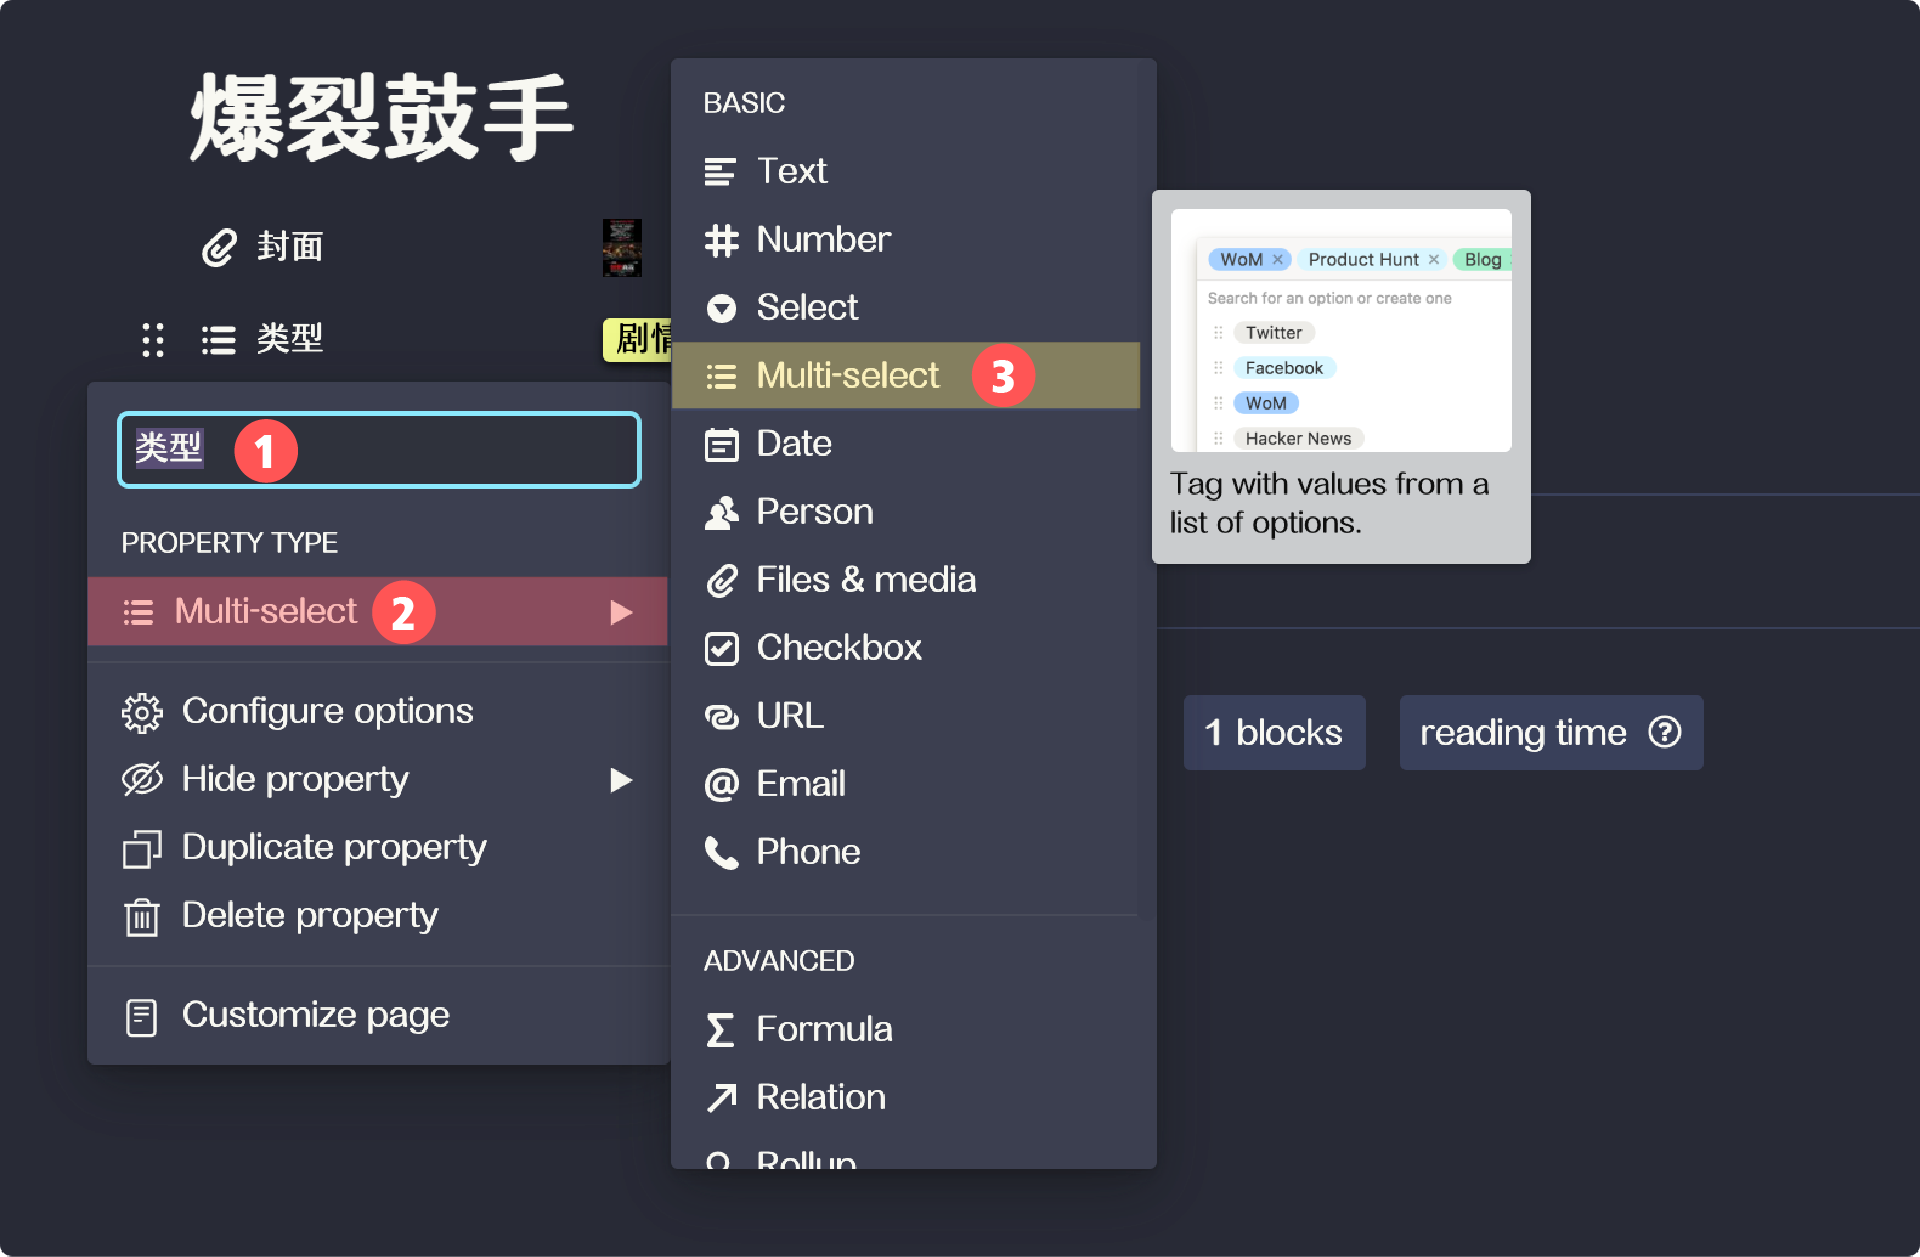 爆裂鼓手
封面
类型
剧情
类型
1
PROPERTY TYPE
Multi-select
2
Configure options
Hide property
Duplicate property
Delete property
Customize page
BASIC
Text
Number
Select
Multi-select
3
Date
Person
Files & media
Checkbox
URL
Email
Phone
ADVANCED
Formula
Relation
Rollup
WoM × Product Hunt × Blog
Search for an option or create one
Twitter
Facebook
WoM
Hacker News
Tag with values from a
list of options.
1 blocks
reading time ?